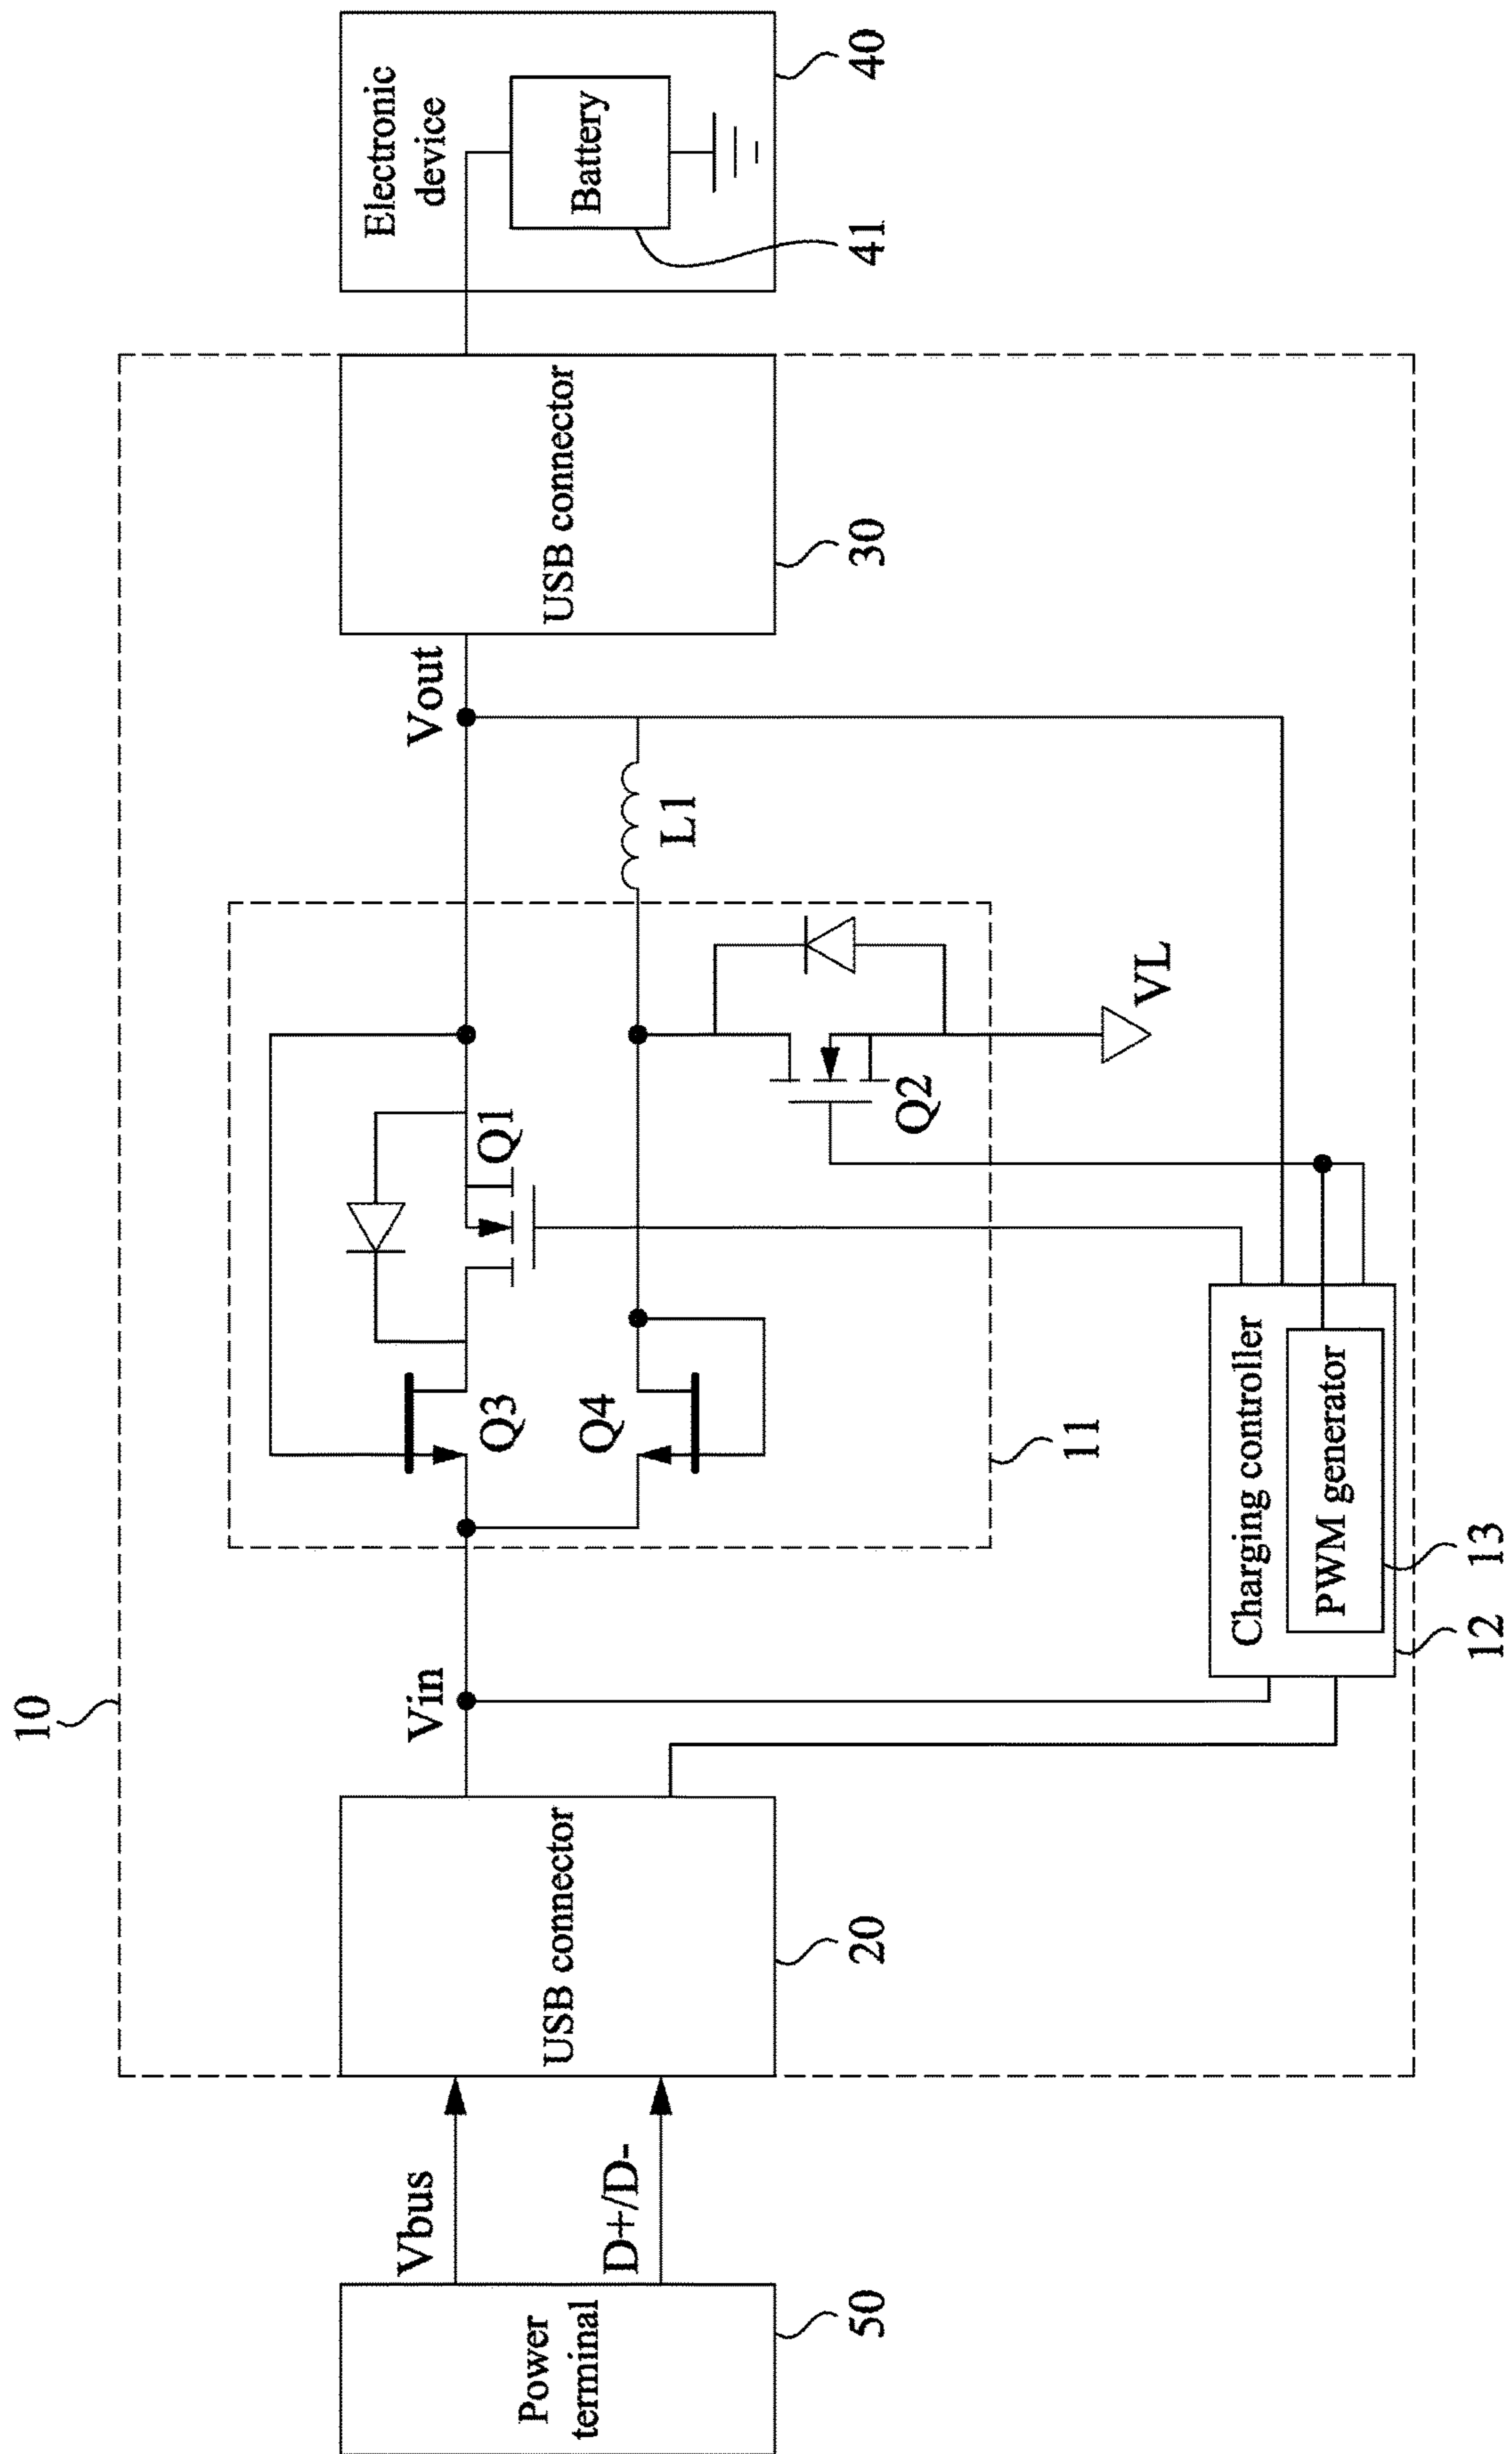 10
Power
terminal
50
Vbus
D+/D-
USB connector
20
Vin
Q3
Q4
Q1
Q2
VL
11
L1
Vout
Charging controller
PWM generator
12
13
USB connector
30
Electronic
device
Battery
41
40